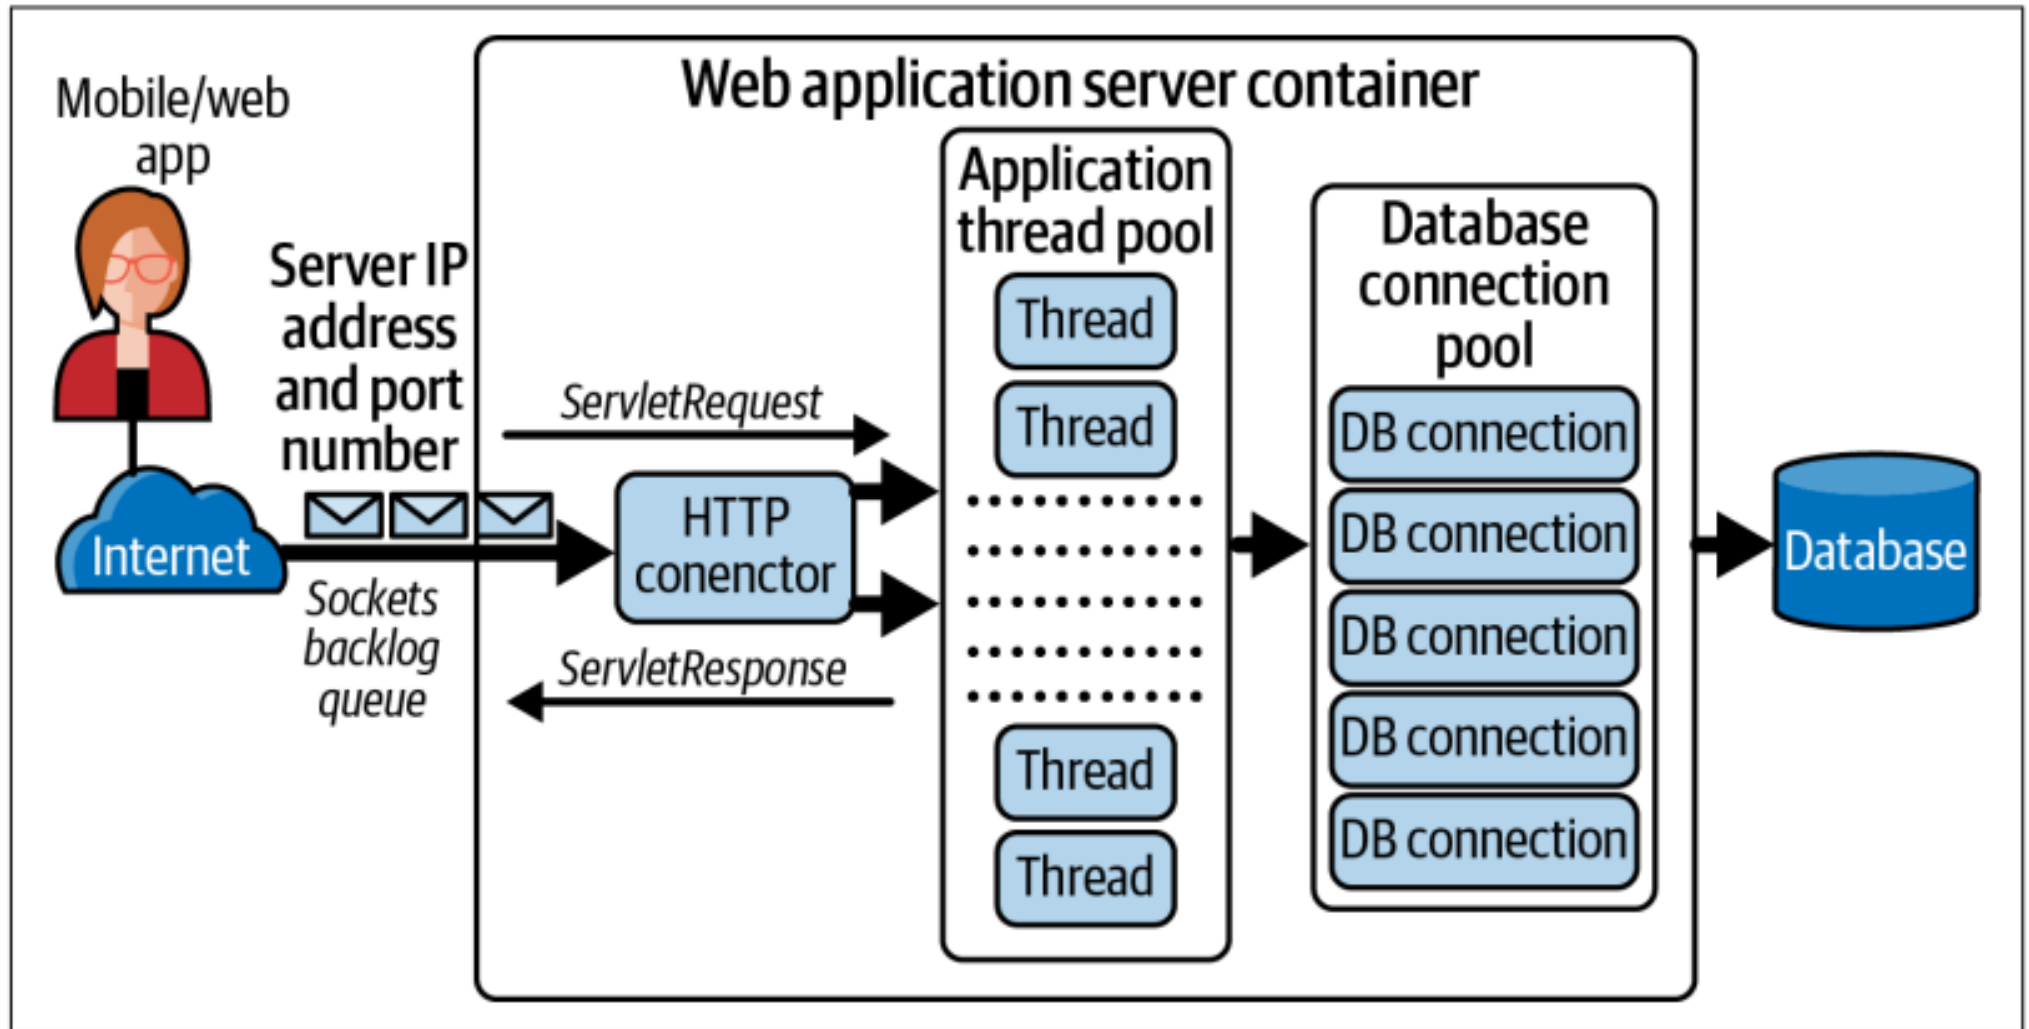 Web application server container
Mobile/web
app
Server IP
address
and port
number
Internet
Sockets
backlog
queue
ServletRequest
HTTP
conenctor
ServletResponse
Application
thread pool
Thread
Thread
Thread
Thread
Database
connection
pool
DB connection
DB connection
DB connection
DB connection
DB connection
Database